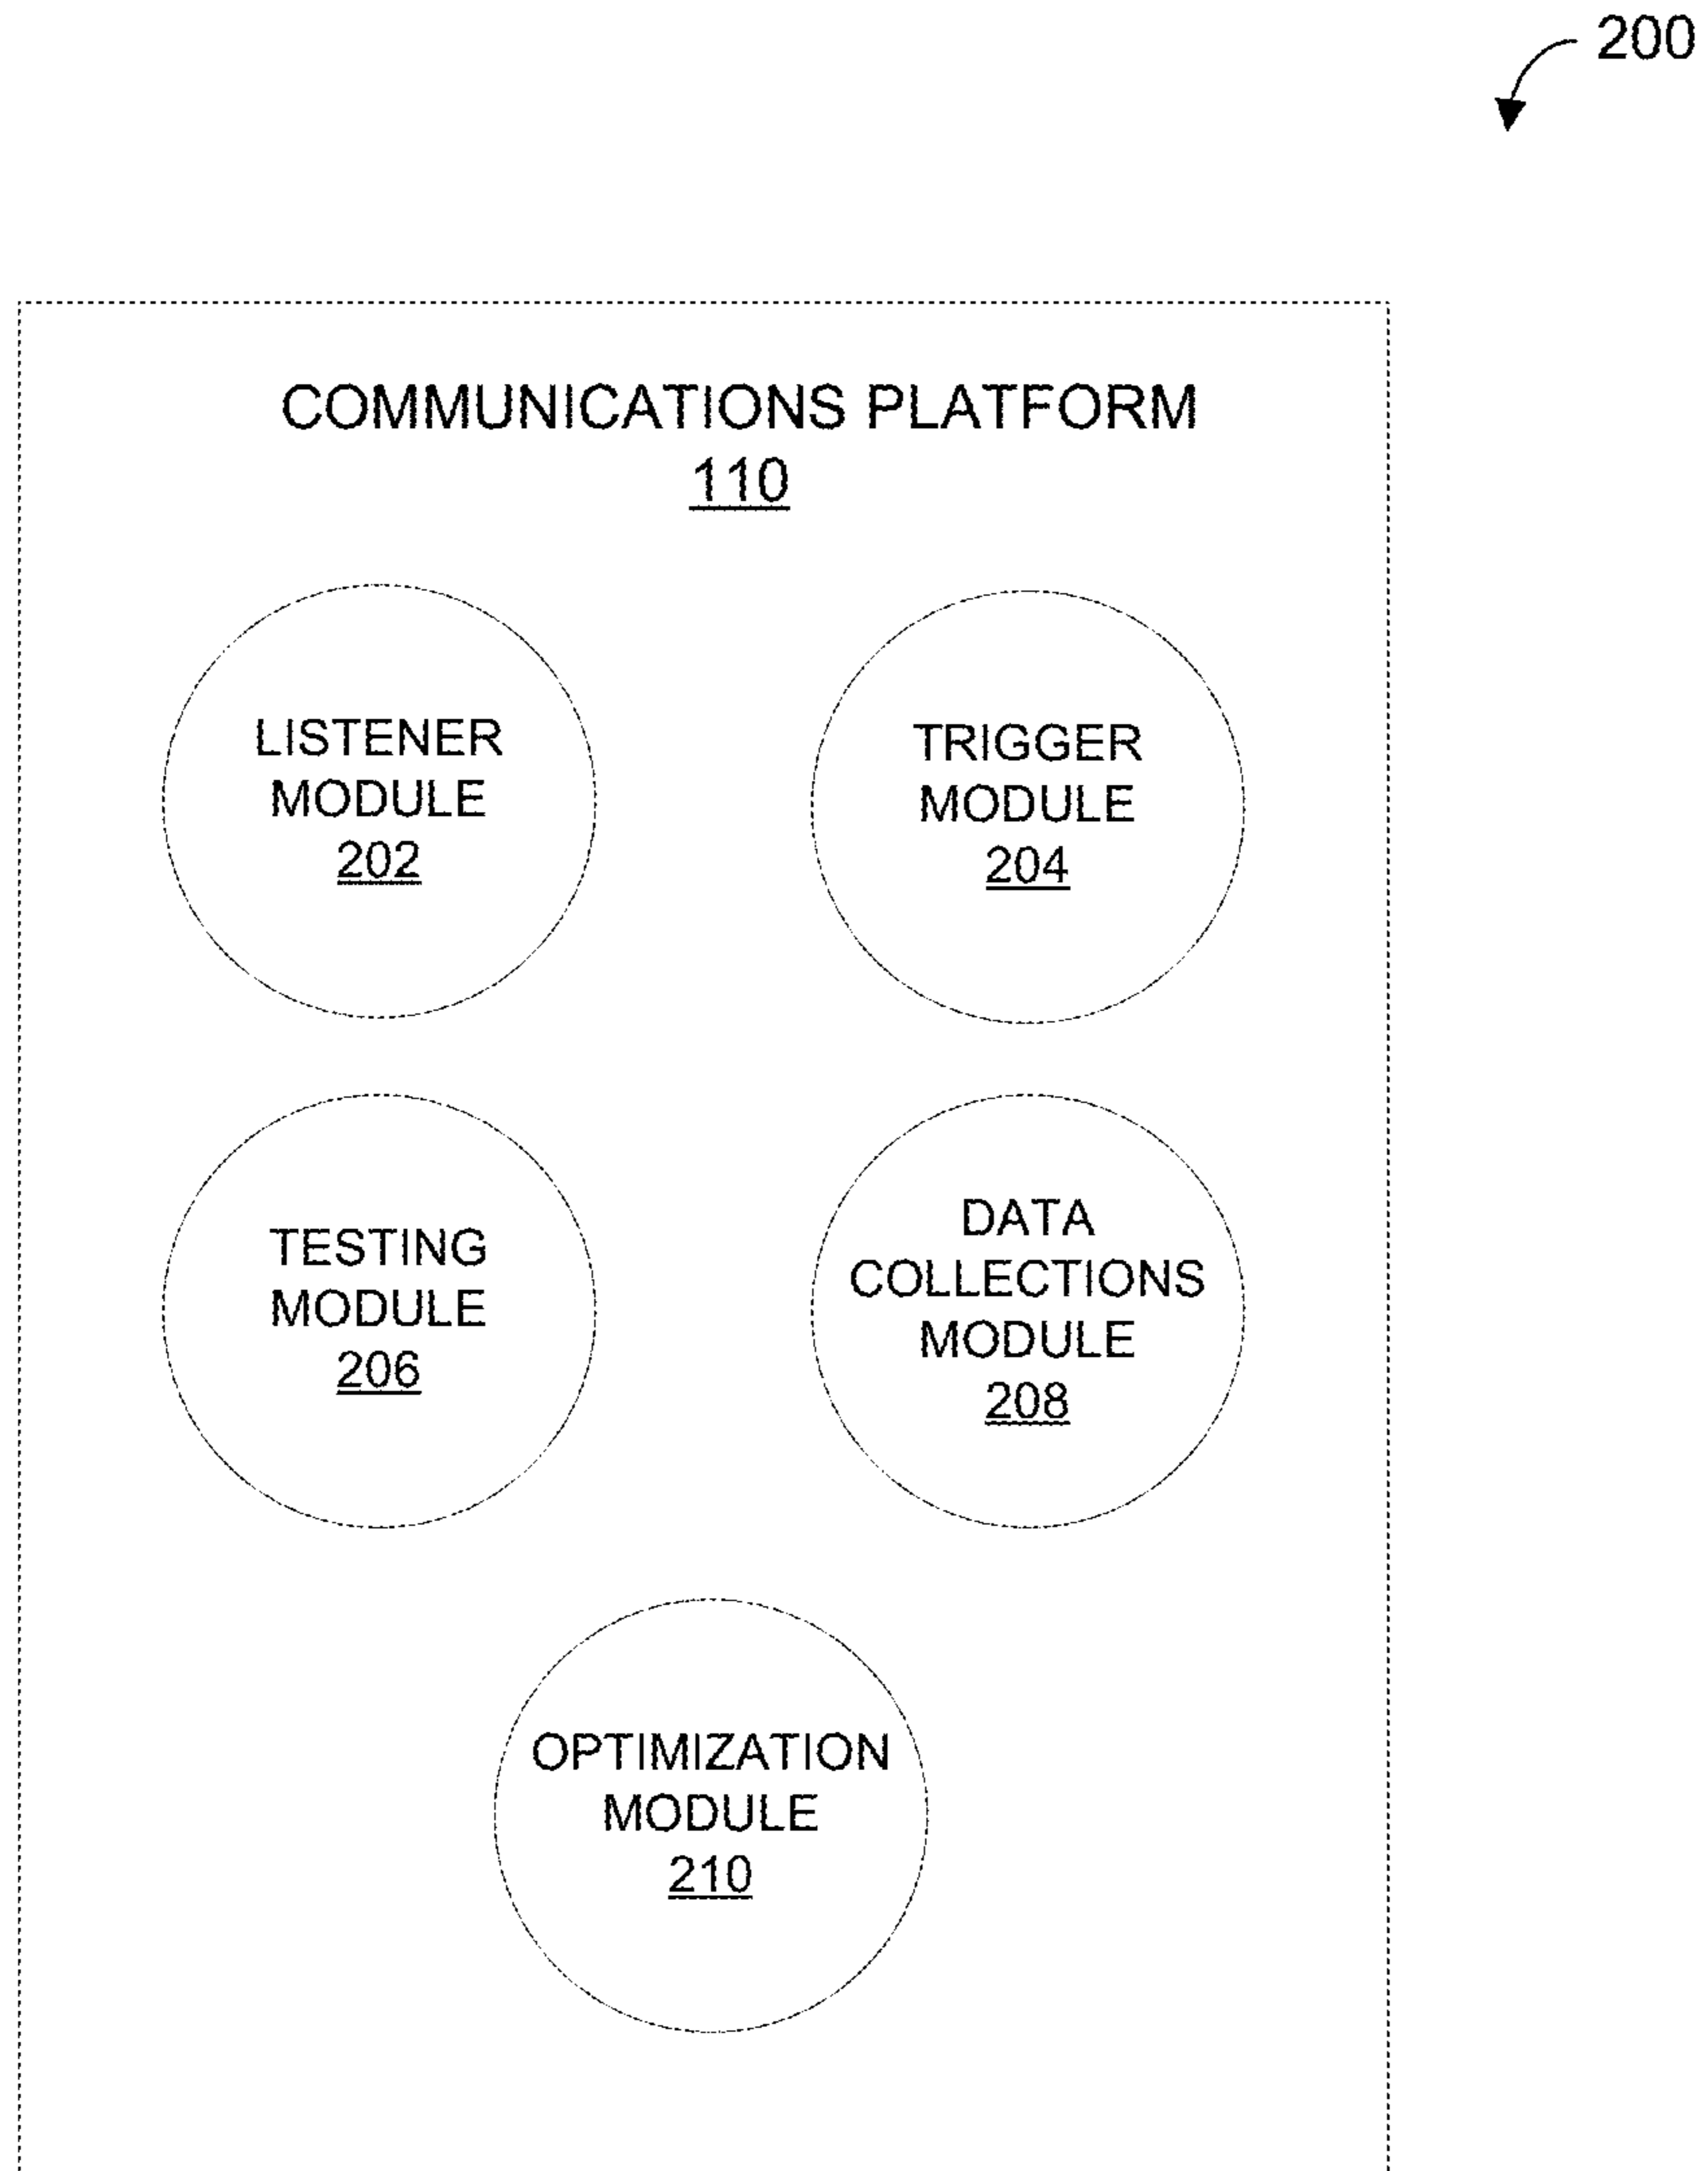 200
COMMUNICATIONS PLATFORM
110
LISTENER
MODULE
202
TRIGGER
MODULE
204
TESTING
MODULE
206
DATA
COLLECTIONS
MODULE
208
OPTIMIZATION
MODULE
210